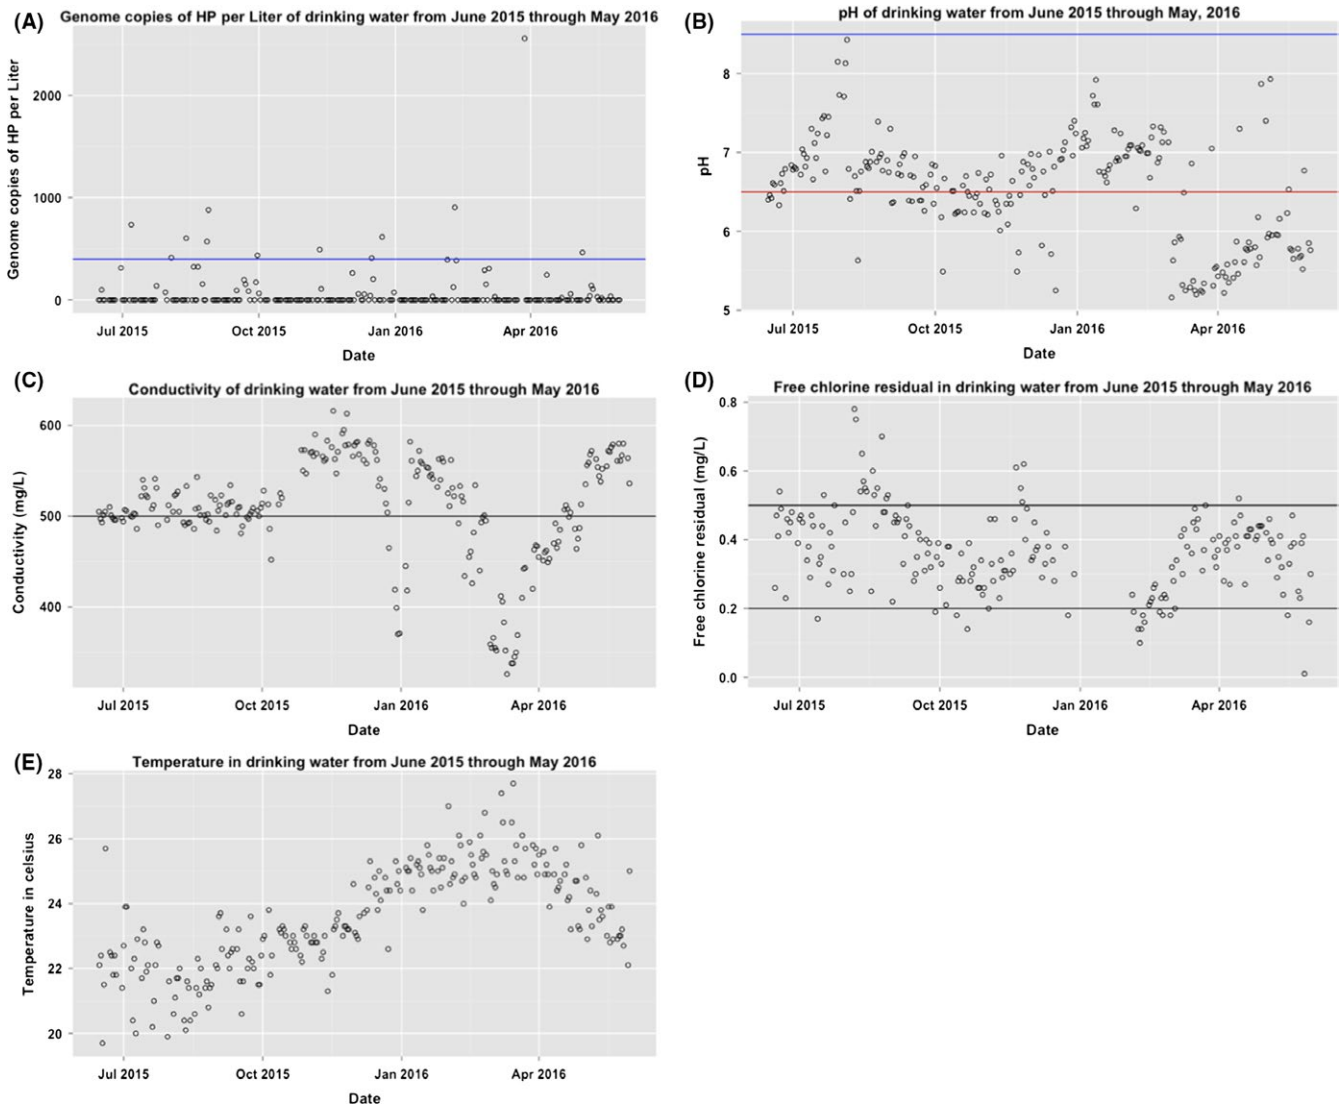 (A) Genome copies of HP per Liter of drinking water from June 2015 through May 2016
Genome copies of HP per Liter
2000
1000
0
Jul 2015 Oct 2015 Jan 2016 Apr 2016
Date
(B) pH of drinking water from June 2015 through May, 2016
pH
8
7
6
5
Jul 2015 Oct 2015 Jan 2016 Apr 2016
Date
(C) Conductivity of drinking water from June 2015 through May 2016
Conductivity (mg/L)
600
500
400
Jul 2015 Oct 2015 Jan 2016 Apr 2016
Date
(D) Free chlorine residual in drinking water from June 2015 through May 2016
Free chlorine residual (mg/L)
0.8
0.6
0.4
0.2
0.0
Jul 2015 Oct 2015 Jan 2016 Apr 2016
Date
(E) Temperature in drinking water from June 2015 through May 2016
Temperature in celsius
28
26
24
22
20
Jul 2015 Oct 2015 Jan 2016 Apr 2016
Date